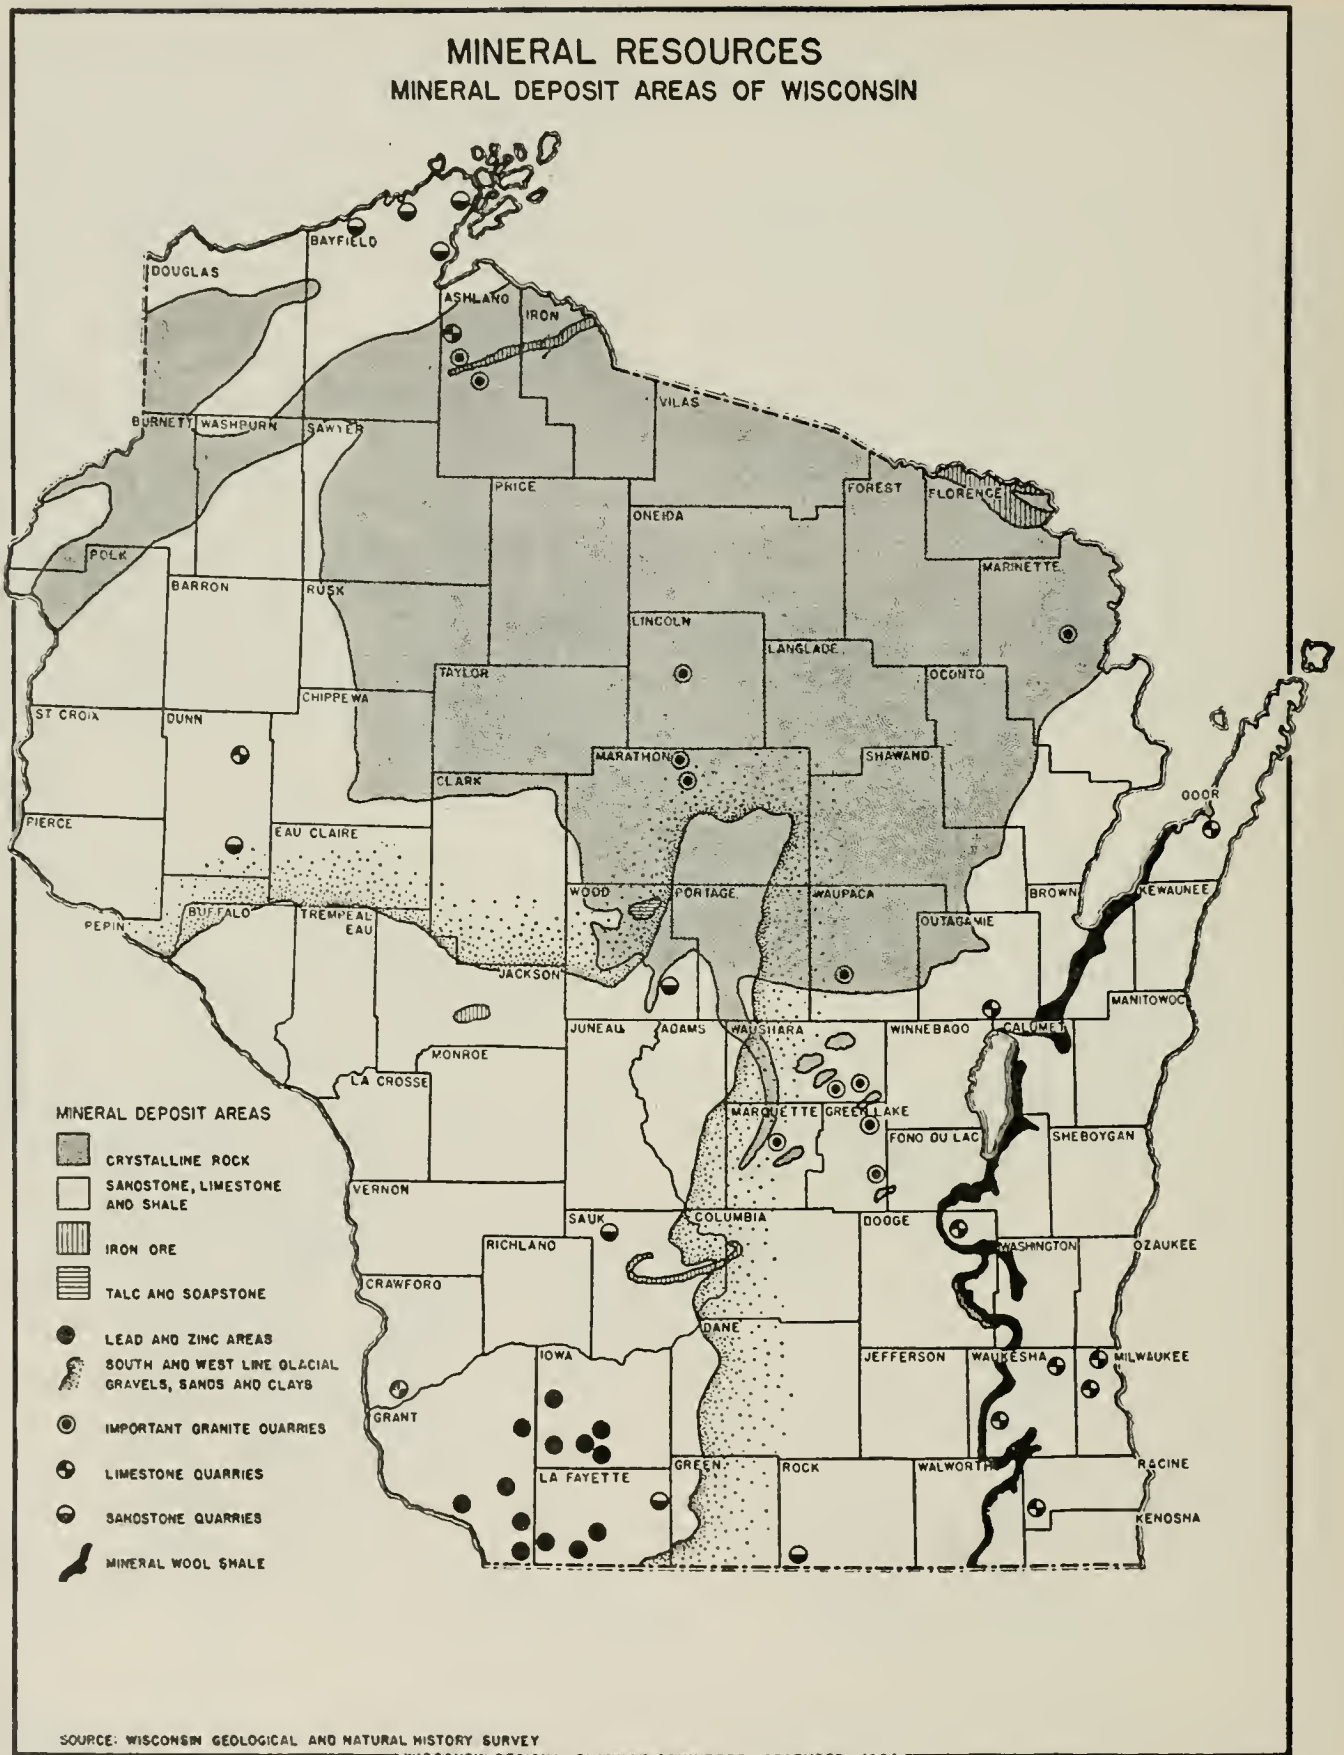 MINERAL RESOURCES
MINERAL DEPOSIT AREAS OF WISCONSIN
BAYFIELD
DOUGLAS
ASHLAND
IRON
VILAS
BURNETT
WASHBURN
SAWYER
PRICE
FOREST
FLORENCE
ONEIDA
POLK
MARINETTE
BARRON
RUSK
LINCOLN
LANGLADE
TAYLOR
OCONTO
CHIPPEWA
ST CROIX
DUNN
MARATHON
SHAWANO
CLARK
DOOR
PIERCE
EAU CLAIRE
WOOD
PORTAGE
WAUPACA
BROWN
KEWAUNEE
BUFFALO
TREMPEAL
EAU
OUTAGAMIE
PEPIN
JACKSON
MANITOWOC
JUNEAU
ADAMS
WAUSHARA
WINNEBAGO
CALUMET
MONROE
LA CROSSE
MARQUETTE
GREEN LAKE
FOND DU LAC
SHEBOYGAN
VERNON
SAUK
COLUMBIA
DODGE
RICHLAND
WASHINGTON
OZAUKEE
CRAWFORD
DANE
IOWA
JEFFERSON
WAUKESHA
MILWAUKEE
GRANT
LA FAYETTE
GREEN
ROCK
WALWORTH
RACINE
KENOSHA
MINERAL DEPOSIT AREAS
CRYSTALLINE ROCK
SANDSTONE, LIMESTONE
AND SHALE
IRON ORE
TALC AND SOAPSTONE
LEAD AND ZINC AREAS
SOUTH AND WEST LINE GLACIAL
GRAVELS, SANDS AND CLAYS
IMPORTANT GRANITE QUARRIES
LIMESTONE QUARRIES
SANDSTONE QUARRIES
MINERAL WOOL SHALE
SOURCE: WISCONSIN GEOLOGICAL AND NATURAL HISTORY SURVEY